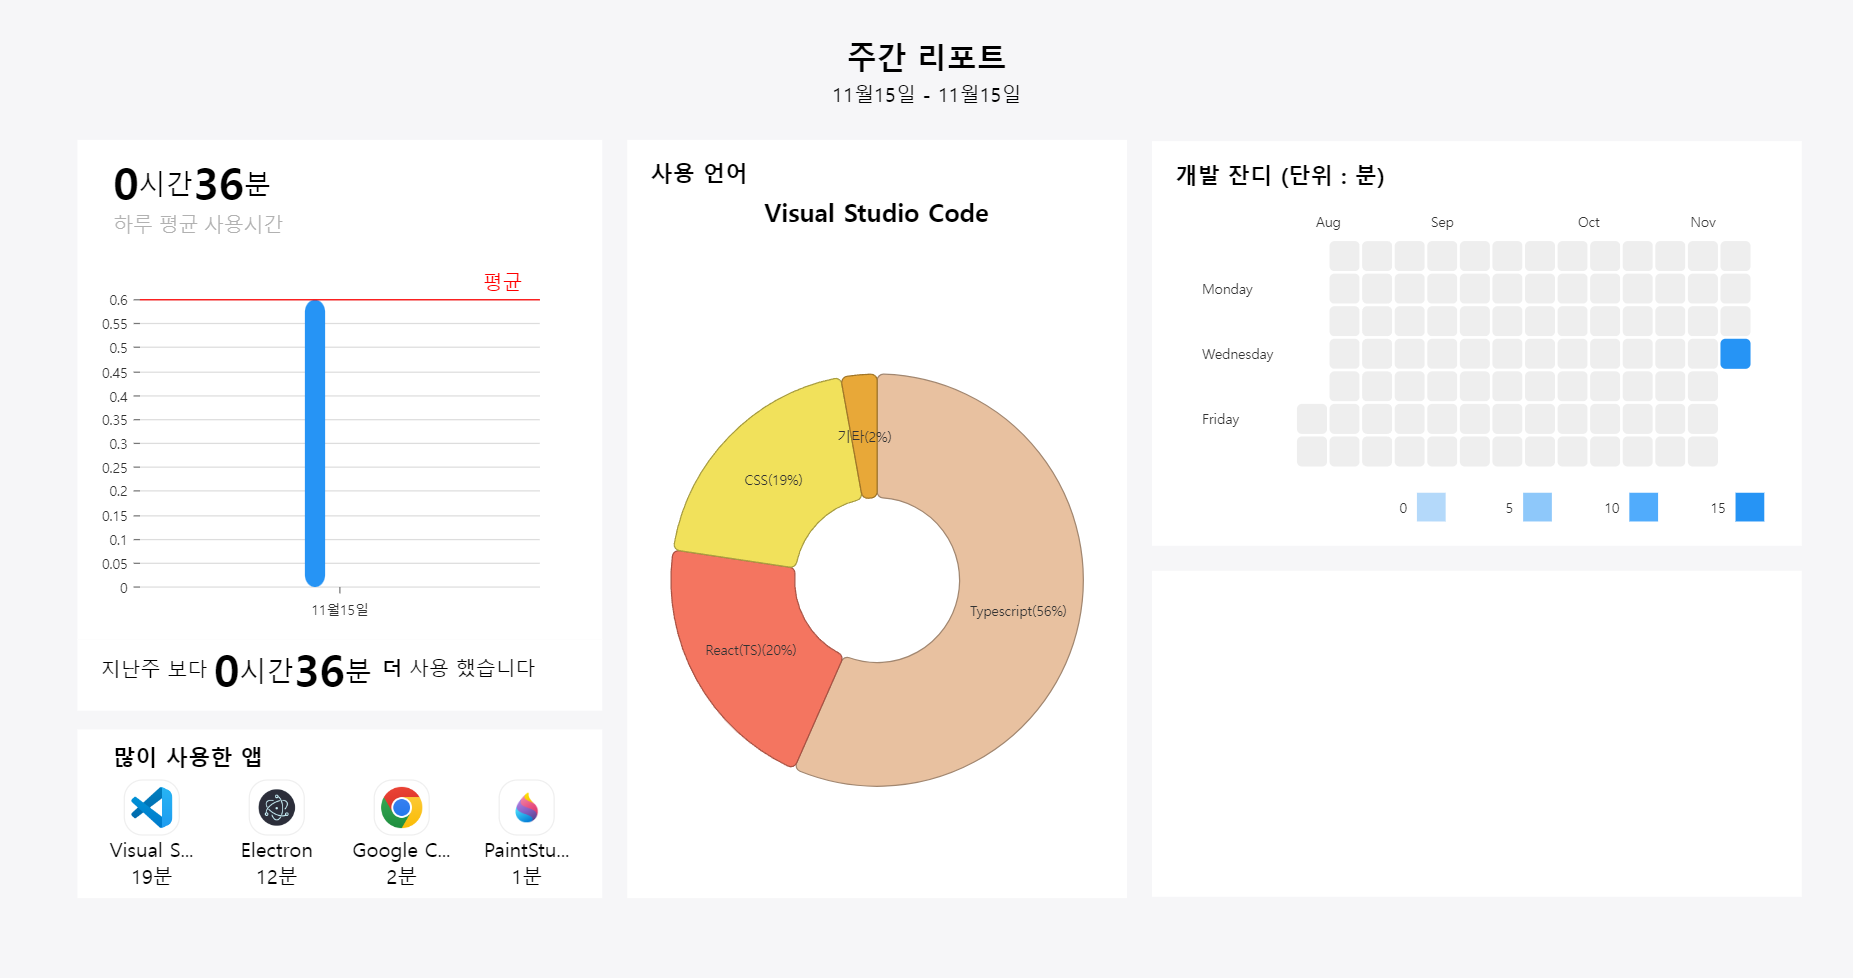 주간 리포트
11월15일 - 11월15일
0시간36분
하루 평균 사용시간
평균
0.6
0.55
0.5
0.45
0.4
0.35
0.3
0.25
0.2
0.15
0.1
0.05
0
11월15일
지난주 보다 0시간36분 더 사용 했습니다
많이 사용한 앱
Visual S... Electron Google C... PaintStu...
19분 12분 2분 1분
사용 언어
Visual Studio Code
기타(2%)
CSS(19%)
Typescript(56%)
React(TS)(20%)
개발 잔디 (단위 : 분)
Aug Sep Oct Nov
Monday
Wednesday
Friday
0 5 10 15